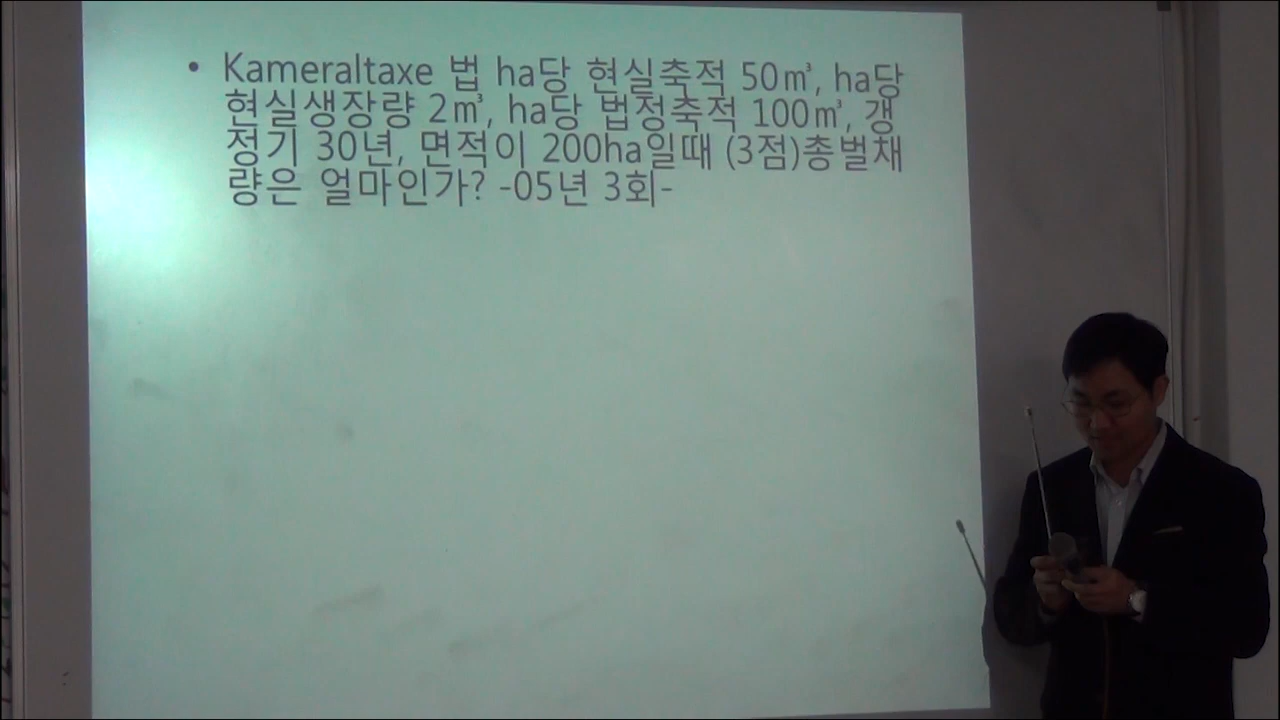 • Kameraltaxe 법 ha당 현실축적 50㎥, ha당
현실생장량 2㎥, ha당 법정축적 100㎥, 갱
정기 30년, 면적이 200ha일때 (3점)총벌채
량은 얼마인가? -05년 3회-